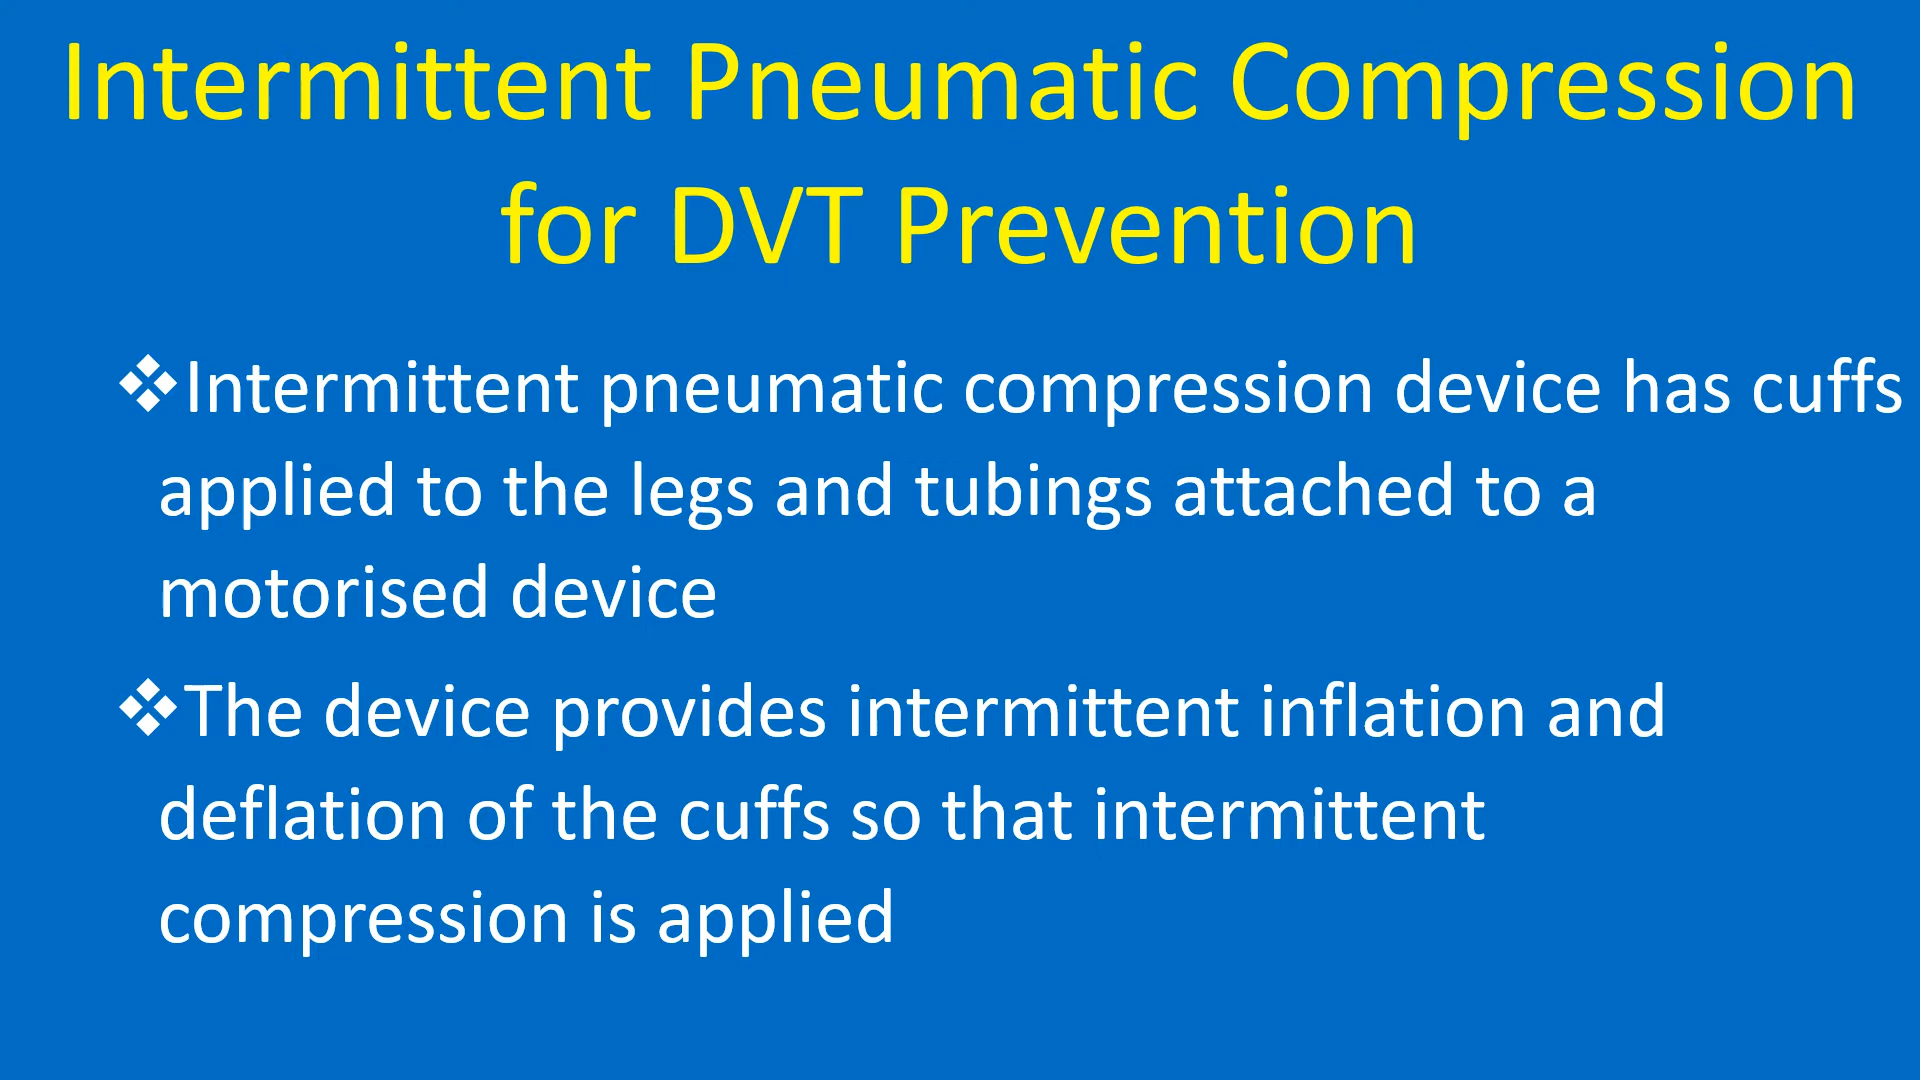 Intermittent Pneumatic Compression
for DVT Prevention
❖Intermittent pneumatic compression device has cuffs
applied to the legs and tubings attached to a
motorised device
❖The device provides intermittent inflation and
deflation of the cuffs so that intermittent
compression is applied